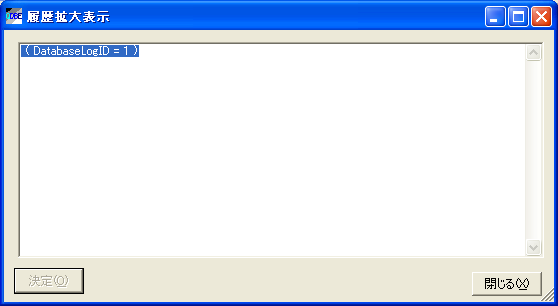 履歴拡大表示
( DatabaseLogID = 1 )
決定(O)
閉じる(X)